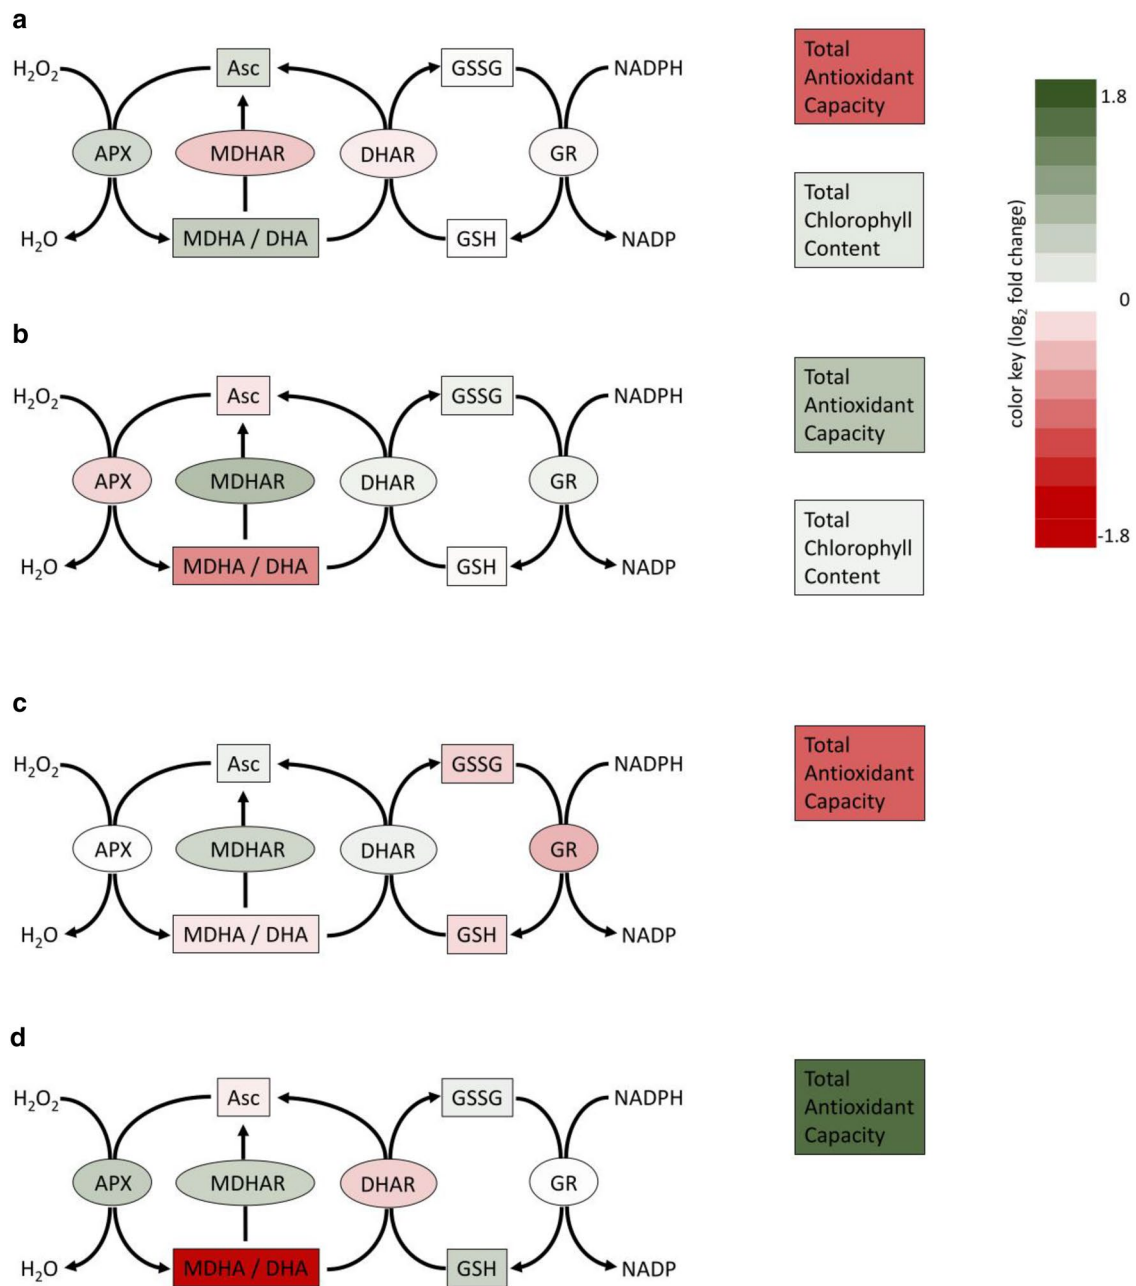 a
H₂O₂
Asc
GSSG
NADPH
APX
MDHAR
DHAR
GR
H₂O
MDHA / DHA
GSH
NADP
Total
Antioxidant
Capacity
Total
Chlorophyll
Content
1.8
0
-1.8
color key (log₂ fold change)
b
H₂O₂
Asc
GSSG
NADPH
APX
MDHAR
DHAR
GR
H₂O
MDHA / DHA
GSH
NADP
Total
Antioxidant
Capacity
Total
Chlorophyll
Content
c
H₂O₂
Asc
GSSG
NADPH
APX
MDHAR
DHAR
GR
H₂O
MDHA / DHA
GSH
NADP
Total
Antioxidant
Capacity
d
H₂O₂
Asc
GSSG
NADPH
APX
MDHAR
DHAR
GR
H₂O
MDHA / DHA
GSH
NADP
Total
Antioxidant
Capacity